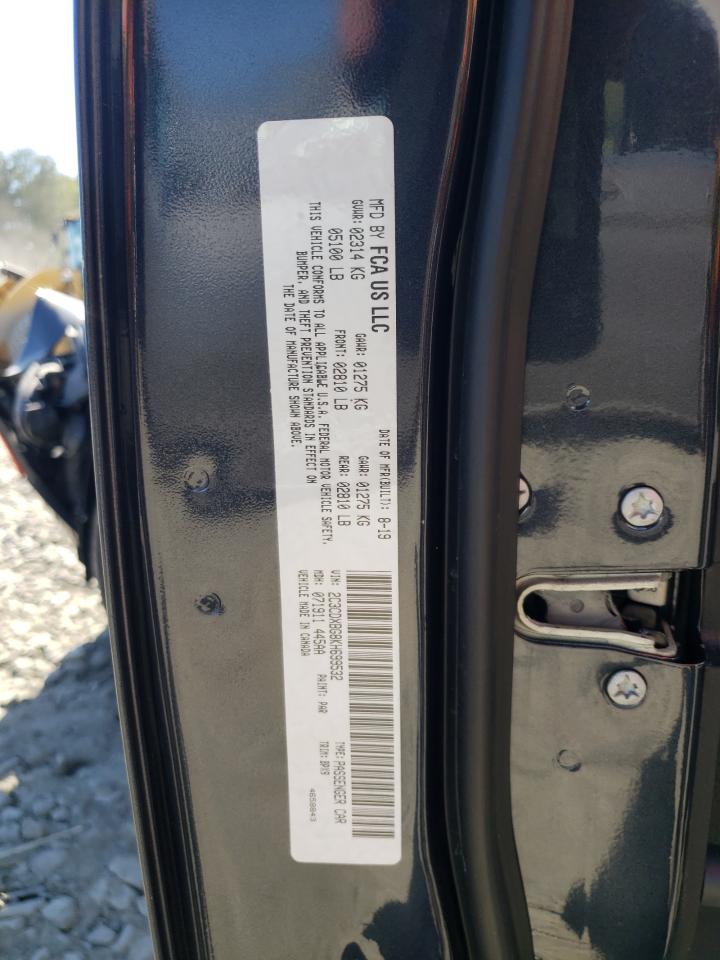 MFD BY FCA US LLC
DATE OF MFR(BUILT): 8-19
GVWR: 02314 KG
GAWR: 01275 KG
GAWR: 01275 KG
05100 LB
FRONT: 02810 LB
REAR: 02810 LB
THIS VEHICLE CONFORMS TO ALL APPLICABLE U.S.A. FEDERAL MOTOR VEHICLE SAFETY,
BUMPER, AND THEFT PREVENTION STANDARDS IN EFFECT ON
THE DATE OF MANUFACTURE SHOWN ABOVE.
VIN: 2C3CDXBG8KH699532
TYPE: PASSENGER CAR
MDH: 071911 445AA
PAINT: PAR
TRIM: BPX9
VEHICLE MADE IN CANADA
4658843